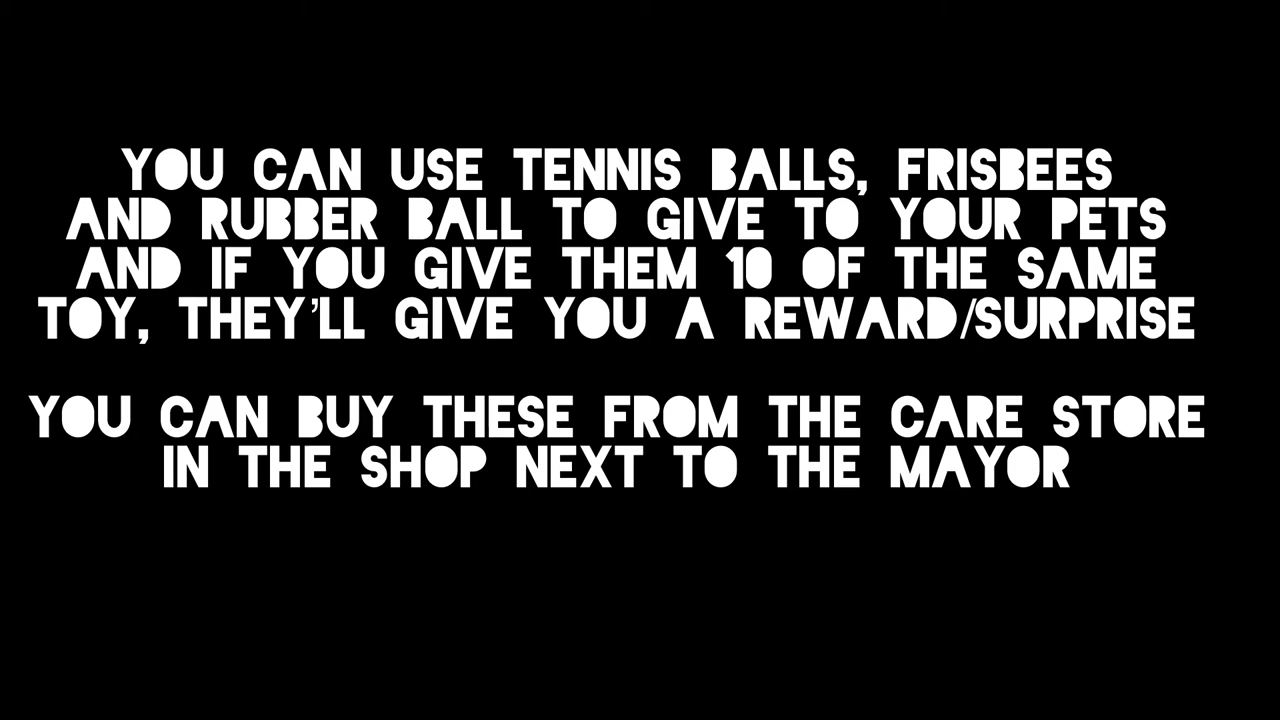 YOU CAN USE TENNIS BALLS, FRISBEES
AND RUBBER BALL TO GIVE TO YOUR PETS
AND IF YOU GIVE THEM 10 OF THE SAME
TOY, THEY'LL GIVE YOU A REWARD/SURPRISE
YOU CAN BUY THESE FROM THE CARE STORE
IN THE SHOP NEXT TO THE MAYOR